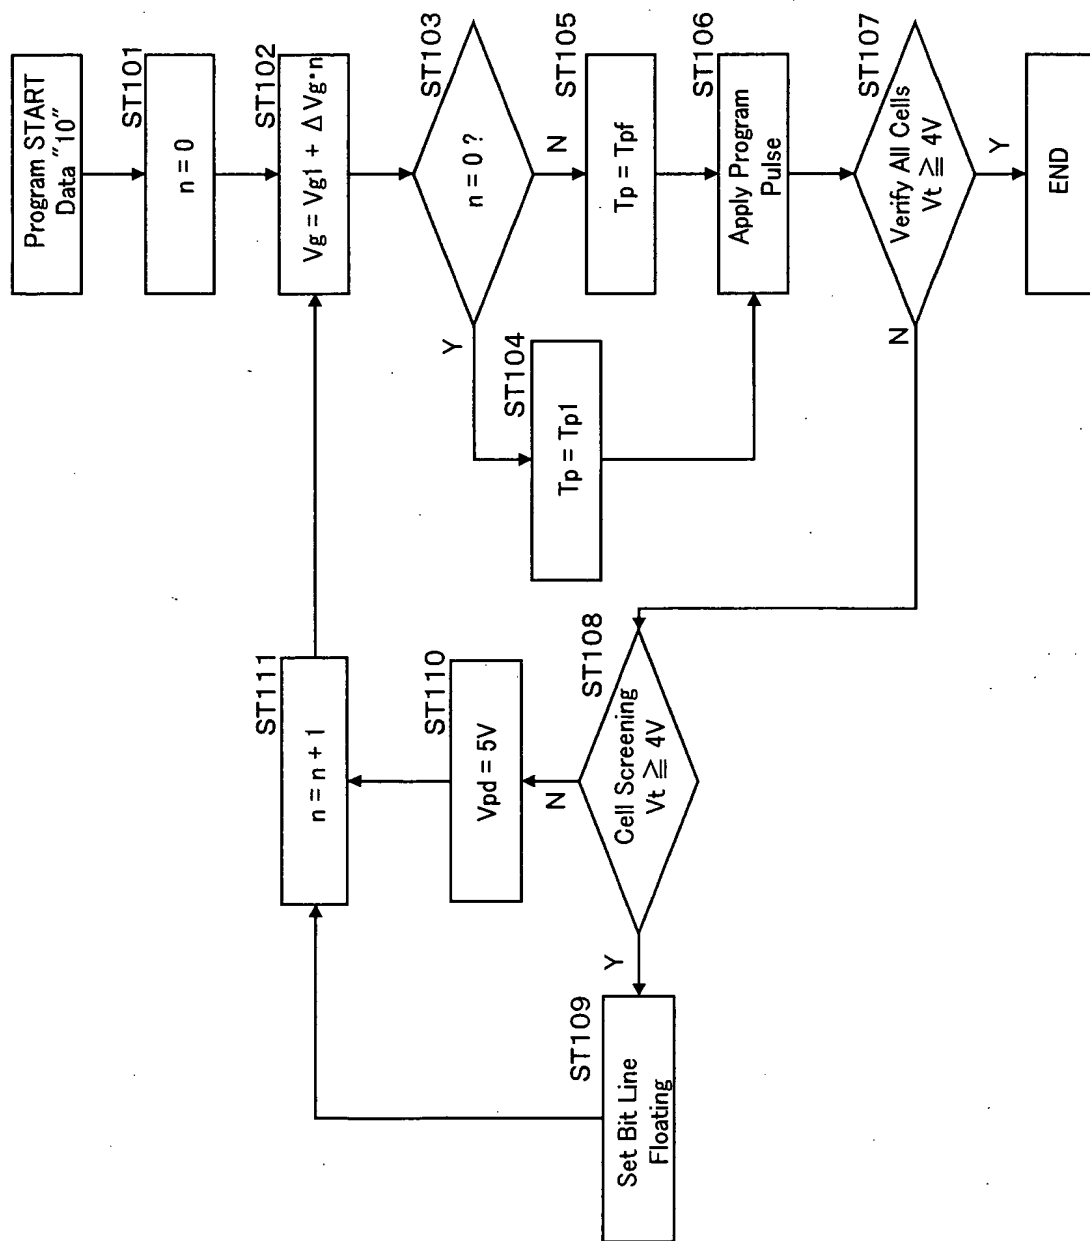 Program START
Data "10"
ST101
n = 0
ST102
Vg = Vg1 + ΔVg·n
ST103
n = 0 ?
Y
N
ST104
Tp = Tp1
ST105
Tp = Tpf
ST106
Apply Program
Pulse
ST107
Verify All Cells
Vt ≧ 4V
Y
N
END
ST108
Cell Screening
Vt ≧ 4V
Y
N
ST109
Set Bit Line
Floating
ST110
Vpd = 5V
ST111
n = n + 1